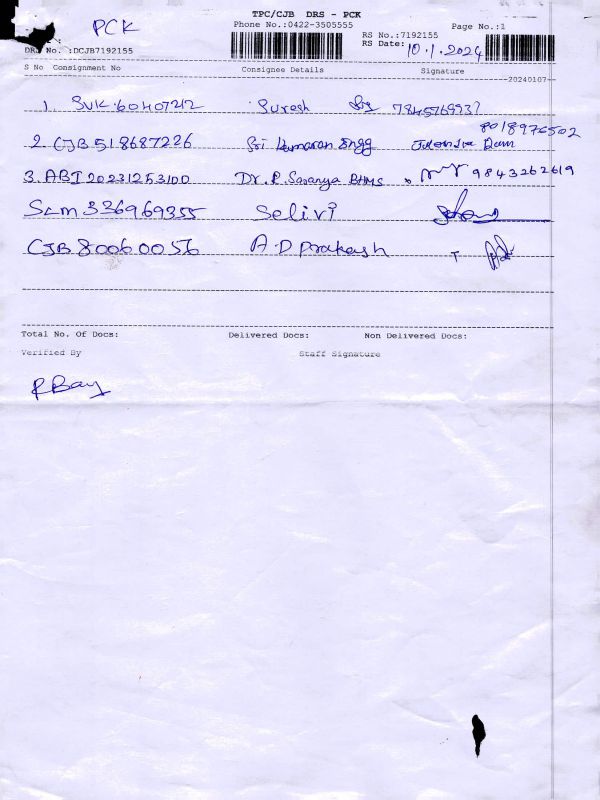 TPC/CJB DRS - PCK
PCK
Phone No.:0422-3505555
Page No.:1
RS No.:7192155
DRS No. :DCJB7192155
RS Date: 10.1.2024
S No Consignment No Consignee Details Signature
20240107
1. SVK 60407212 Suresh 7845769937
8018976502
2. CJB 518687226 Sri Kumaran Engg
3. ABI 20231253100 Dr. P. Saranya BHMS 9843262619
SLM 336969355 Selivi
CJB 80060056 A.D Prakash
Total No. Of Docs: Delivered Docs: Non Delivered Docs:
Verified By Staff Signature